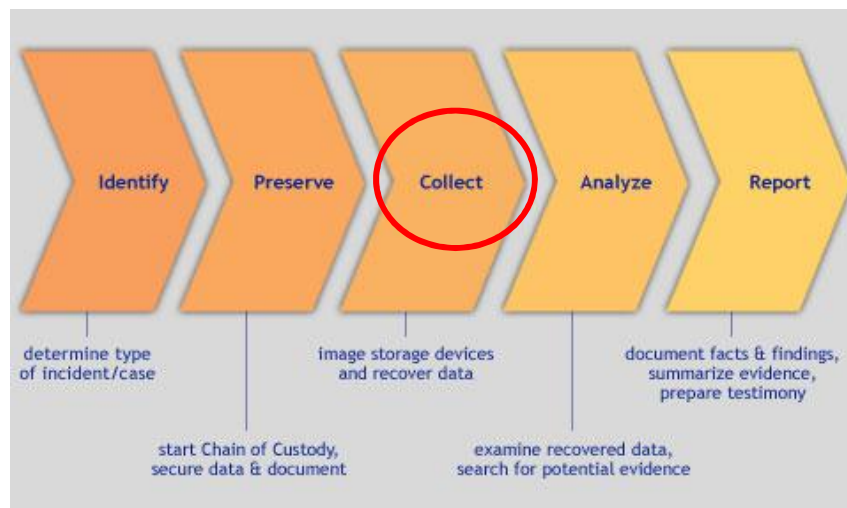 Identify
Preserve
Collect
Analyze
Report
determine type
of incident/case
start Chain of Custody,
secure data & document
image storage devices
and recover data
examine recovered data,
search for potential evidence
document facts & findings,
summarize evidence,
prepare testimony